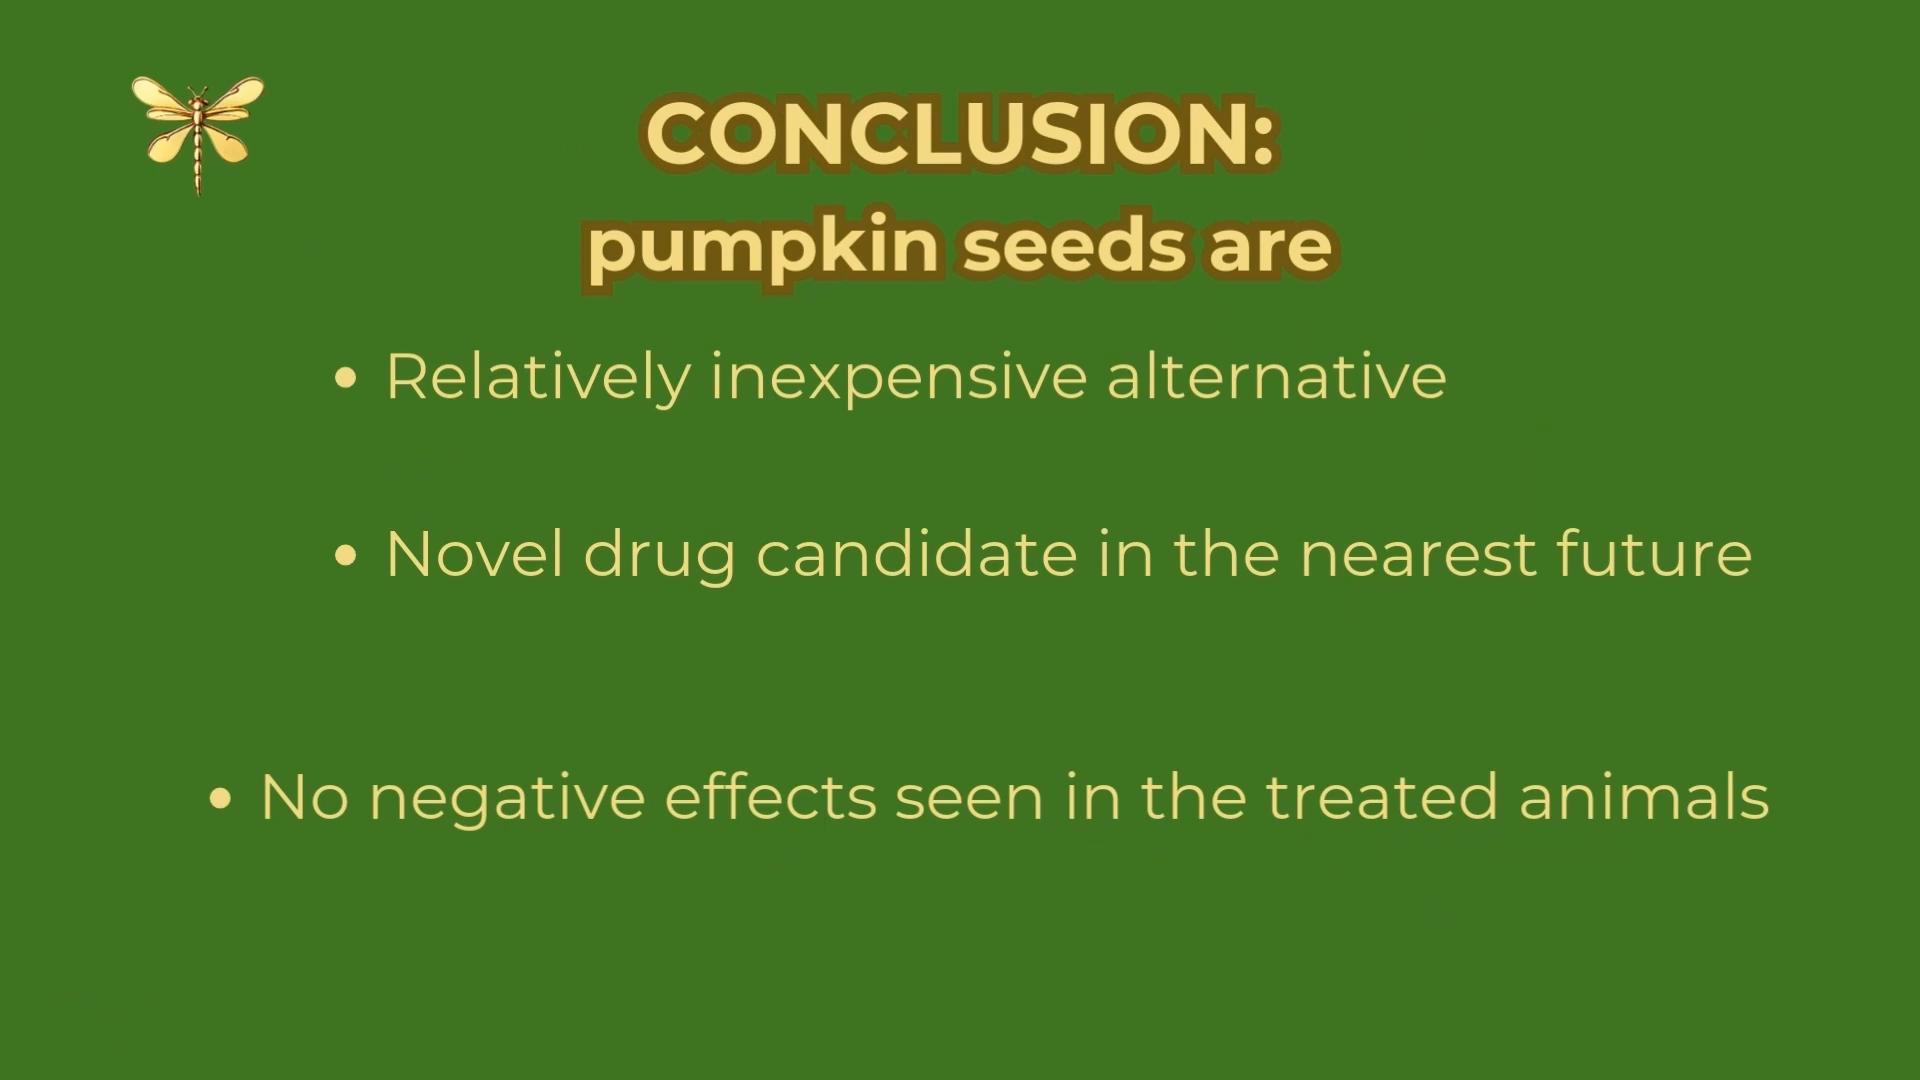 CONCLUSION:
pumpkin seeds are
• Relatively inexpensive alternative
• Novel drug candidate in the nearest future
• No negative effects seen in the treated animals